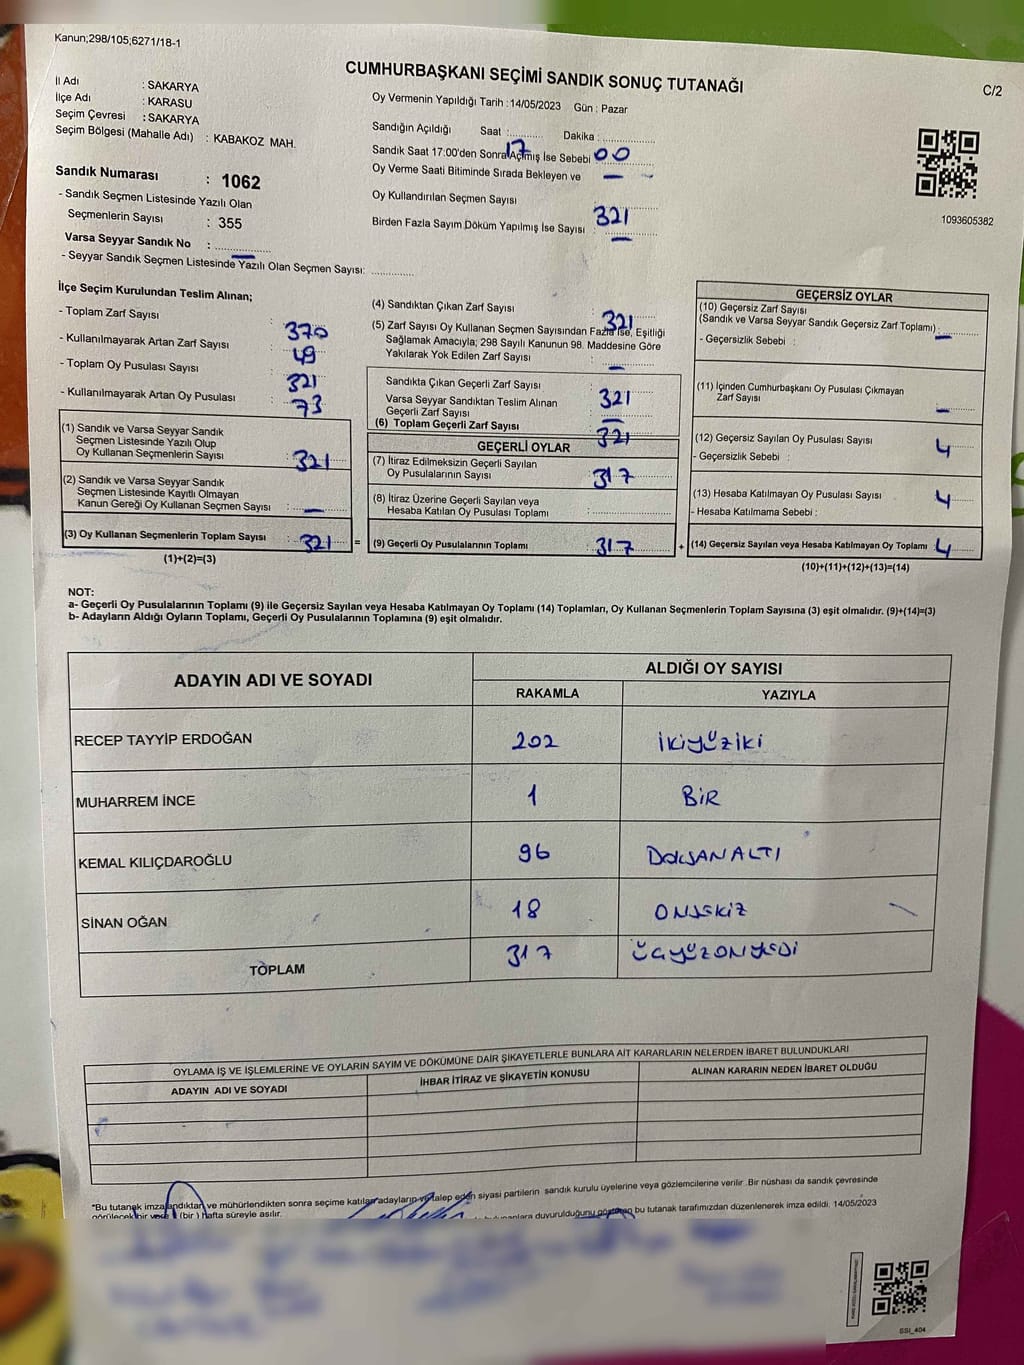 Kanun;298/105;6271/18-1
CUMHURBAŞKANI SEÇİMİ SANDIK SONUÇ TUTANAĞI
C/2
İl Adı : SAKARYA
İlçe Adı : KARASU
Seçim Çevresi : SAKARYA
Seçim Bölgesi (Mahalle Adı) : KABAKOZ MAH.
Oy Vermenin Yapıldığı Tarih :14/05/2023 Gün : Pazar
Sandığın Açıldığı Saat :.......... Dakika :..............
17 00
Sandık Saat 17:00'den Sonra Açmış İse Sebebi
Oy Verme Saati Bitiminde Sırada Bekleyen ve —
Oy Kullandırılan Seçmen Sayısı
321
Birden Fazla Sayım Döküm Yapılmış İse Sayısı —
1093605382
Sandık Numarası : 1062
- Sandık Seçmen Listesinde Yazılı Olan
Seçmenlerin Sayısı : 355
Varsa Seyyar Sandık No : —
- Seyyar Sandık Seçmen Listesinde Yazılı Olan Seçmen Sayısı: ............
İlçe Seçim Kurulundan Teslim Alınan;
- Toplam Zarf Sayısı : 370
- Kullanılmayarak Artan Zarf Sayısı : 49
- Toplam Oy Pusulası Sayısı : 321
- Kullanılmayarak Artan Oy Pusulası : 73
(1) Sandık ve Varsa Seyyar Sandık
Seçmen Listesinde Yazılı Olup
Oy Kullanan Seçmenlerin Sayısı : 321
(2) Sandık ve Varsa Seyyar Sandık
Seçmen Listesinde Kayıtlı Olmayan
Kanun Gereği Oy Kullanan Seçmen Sayısı : —
(3) Oy Kullanan Seçmenlerin Toplam Sayısı : 321 =
(1)+(2)=(3)
(4) Sandıktan Çıkan Zarf Sayısı : 321
(5) Zarf Sayısı Oy Kullanan Seçmen Sayısından Fazla İse, Eşitliği
Sağlamak Amacıyla; 298 Sayılı Kanunun 98. Maddesine Göre
Yakılarak Yok Edilen Zarf Sayısı : —
Sandıkta Çıkan Geçerli Zarf Sayısı : 321
Varsa Seyyar Sandıktan Teslim Alınan
Geçerli Zarf Sayısı : —
(6) Toplam Geçerli Zarf Sayısı : 321
GEÇERLİ OYLAR
(7) İtiraz Edilmeksizin Geçerli Sayılan
Oy Pusulalarının Sayısı : 317
(8) İtiraz Üzerine Geçerli Sayılan veya
Hesaba Katılan Oy Pusulası Toplamı :......................
(9) Geçerli Oy Pusulalarının Toplamı : 317 +
GEÇERSİZ OYLAR
(10) Geçersiz Zarf Sayısı
(Sandık ve Varsa Seyyar Sandık Geçersiz Zarf Toplamı) : —
- Geçersizlik Sebebi :
(11) İçinden Cumhurbaşkanı Oy Pusulası Çıkmayan
Zarf Sayısı : —
(12) Geçersiz Sayılan Oy Pusulası Sayısı : 4
- Geçersizlik Sebebi :
(13) Hesaba Katılmayan Oy Pusulası Sayısı : 4
- Hesaba Katılmama Sebebi :
(14) Geçersiz Sayılan veya Hesaba Katılmayan Oy Toplamı : 4
(10)+(11)+(12)+(13)=(14)
NOT:
a- Geçerli Oy Pusulalarının Toplamı (9) ile Geçersiz Sayılan veya Hesaba Katılmayan Oy Toplamı (14) Toplamları, Oy Kullanan Seçmenlerin Toplam Sayısına (3) eşit olmalıdır. (9)+(14)=(3)
b- Adayların Aldığı Oyların Toplamı, Geçerli Oy Pusulalarının Toplamına (9) eşit olmalıdır.
ADAYIN ADI VE SOYADI ALDIĞI OY SAYISI
RAKAMLA YAZIYLA
RECEP TAYYİP ERDOĞAN 202 İKİYÜZİKİ
MUHARREM İNCE 1 BİR
KEMAL KILIÇDAROĞLU 96 DOKSANALTI
SİNAN OĞAN 18 ONSEKİZ
TOPLAM 317 ÜÇYÜZONYEDİ
OYLAMA İŞ VE İŞLEMLERİNE VE OYLARIN SAYIM VE DÖKÜMÜNE DAİR ŞİKAYETLERLE BUNLARA AİT KARARLARIN NELERDEN İBARET BULUNDUKLARI
ADAYIN ADI VE SOYADI İHBAR İTİRAZ VE ŞİKAYETİN KONUSU ALINAN KARARIN NEDEN İBARET OLDUĞU
*Bu tutanak imzalandıktan ve mühürlendikten sonra seçime katılan adayların ve talep eden siyasi partilerin sandık kurulu üyelerine veya gözlemcilerine verilir .Bir nüshası da sandık çevresinde
görülecek bir yere 1 (bir ) hafta süreyle asılır. duyurulduğunu gösteren bu tutanak tarafımızdan düzenlenerek imza edildi. 14/05/2023
SSI_404